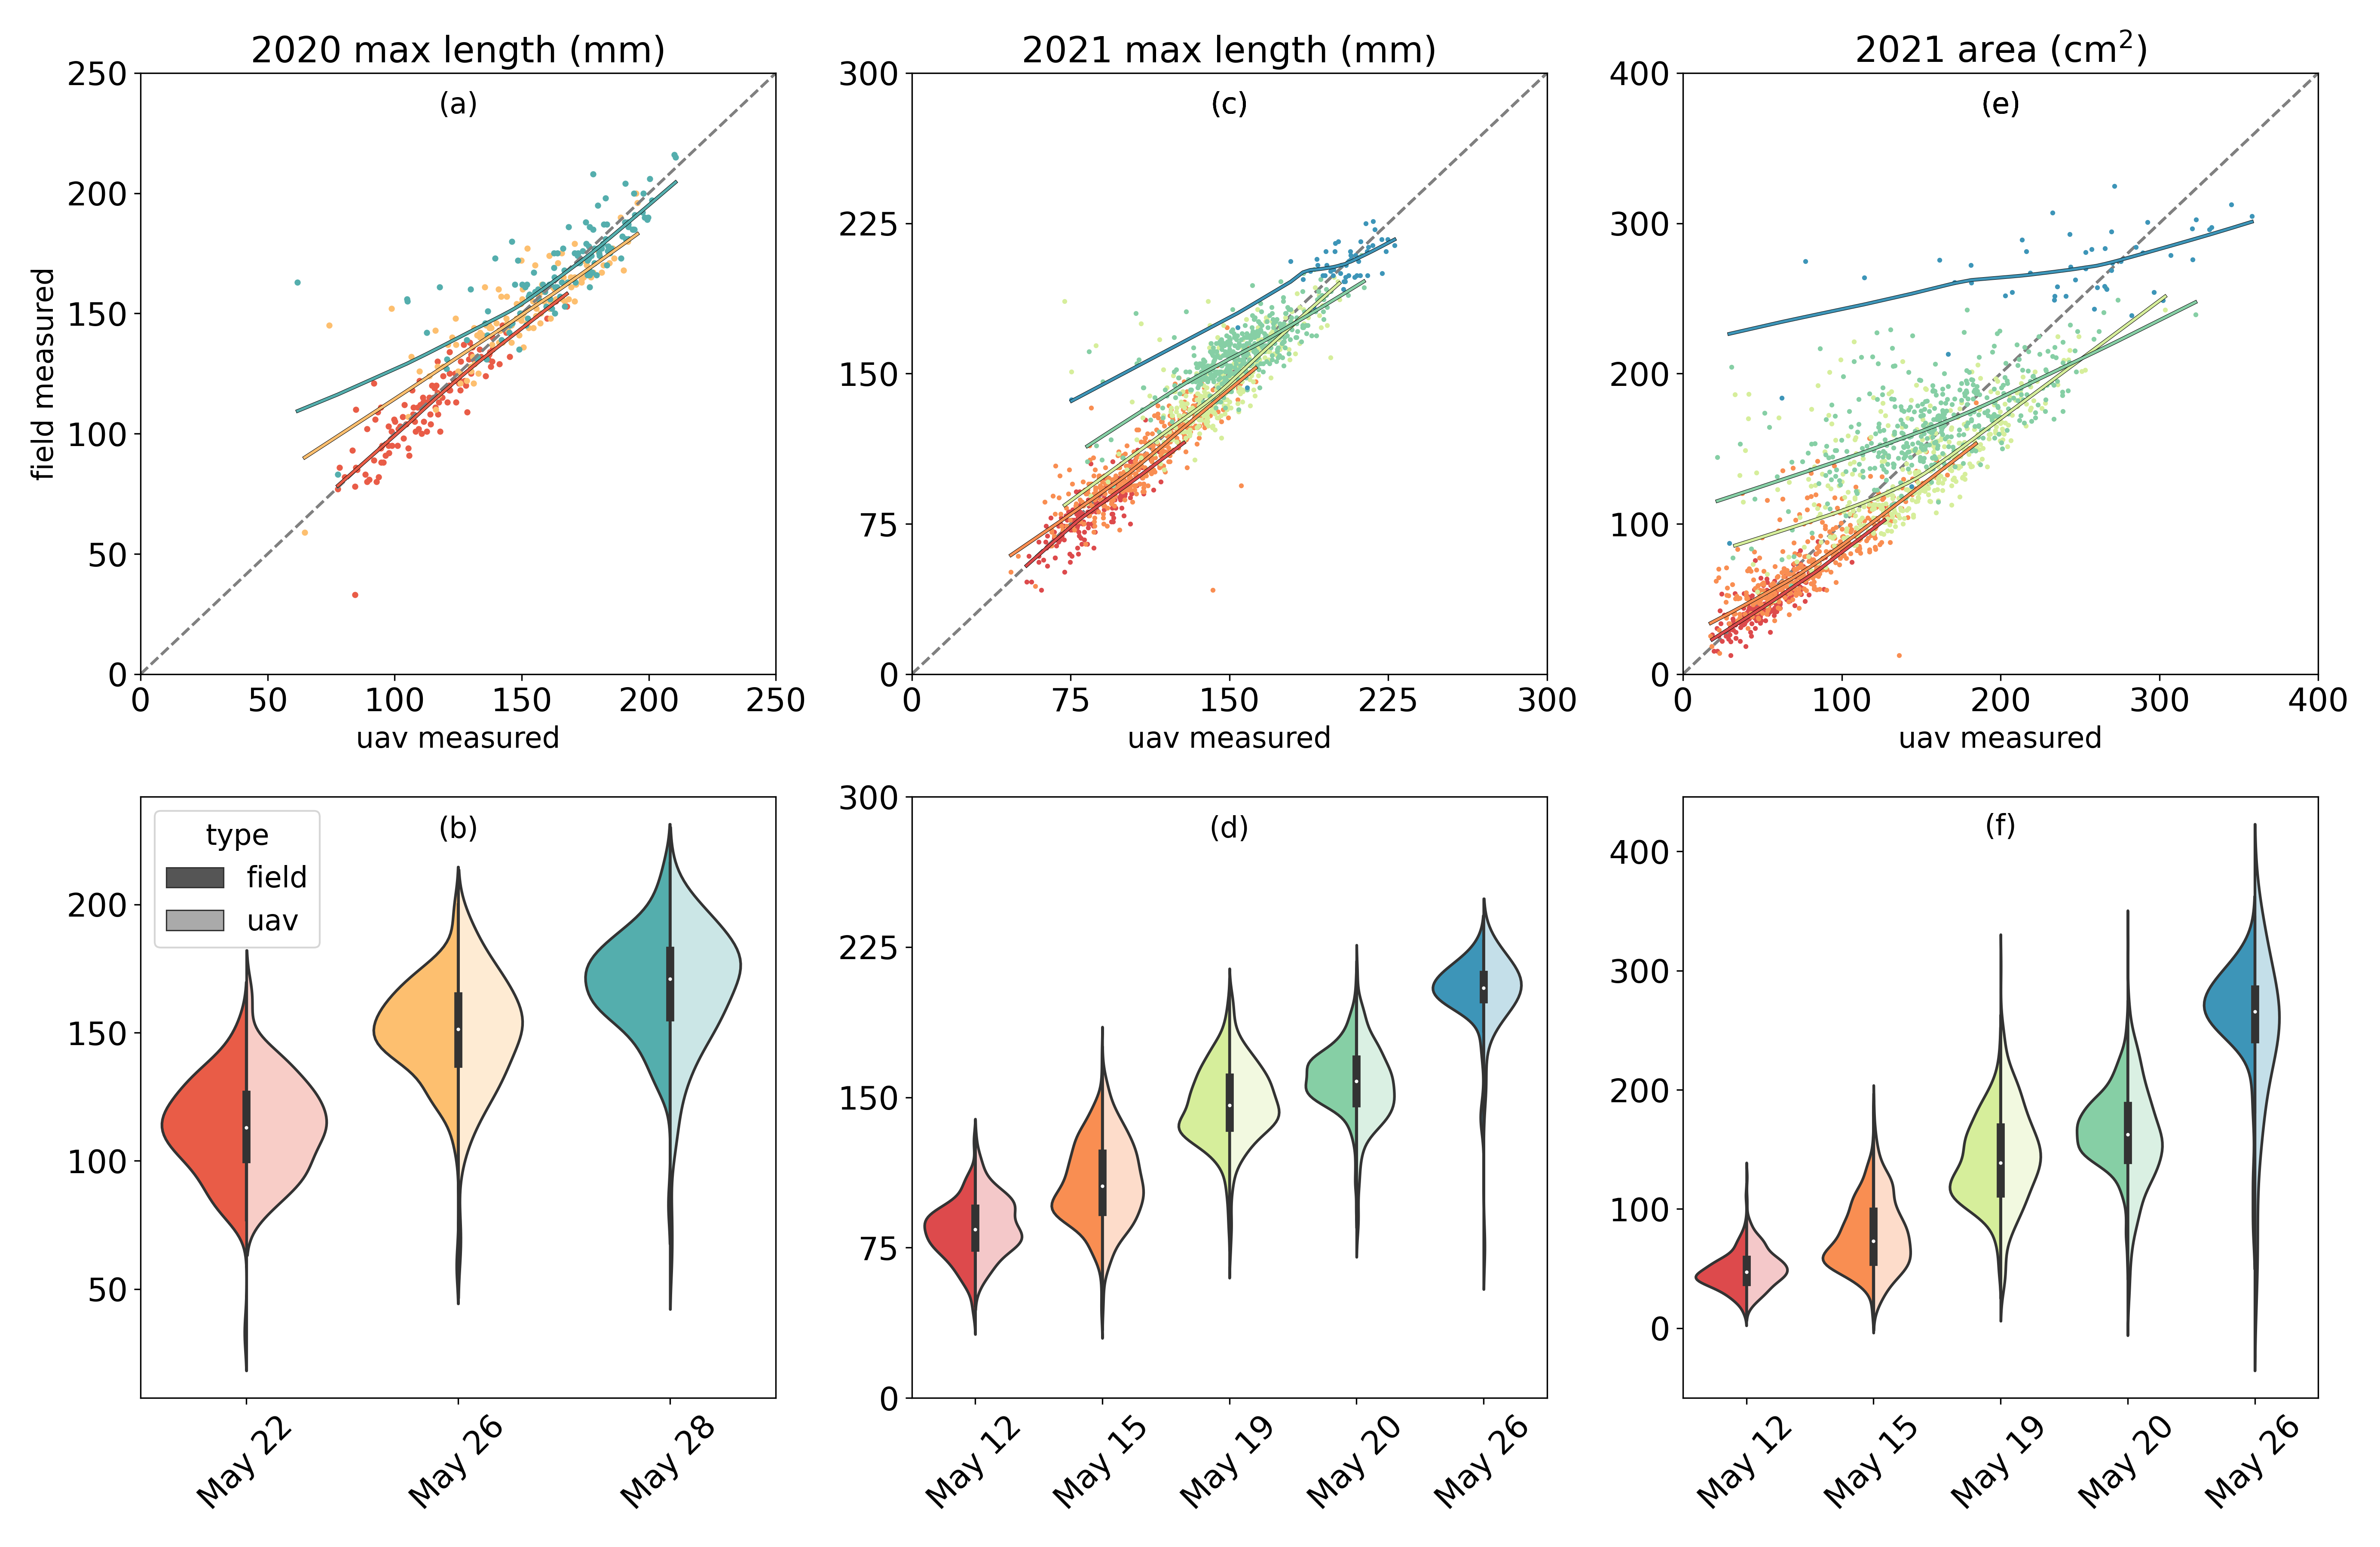 2020 max length (mm)
2021 max length (mm)
2021 area (cm²)
(a)
250
200
150
100
50
0
0 50 100 150 200 250
field measured
uav measured
(c)
300
225
150
75
0
0 75 150 225 300
uav measured
(e)
400
300
200
100
0
0 100 200 300 400
uav measured
(b)
type
field
uav
200
150
100
50
May 22 May 26 May 28
(d)
300
225
150
75
0
May 12 May 15 May 19 May 20 May 26
(f)
400
300
200
100
0
May 12 May 15 May 19 May 20 May 26